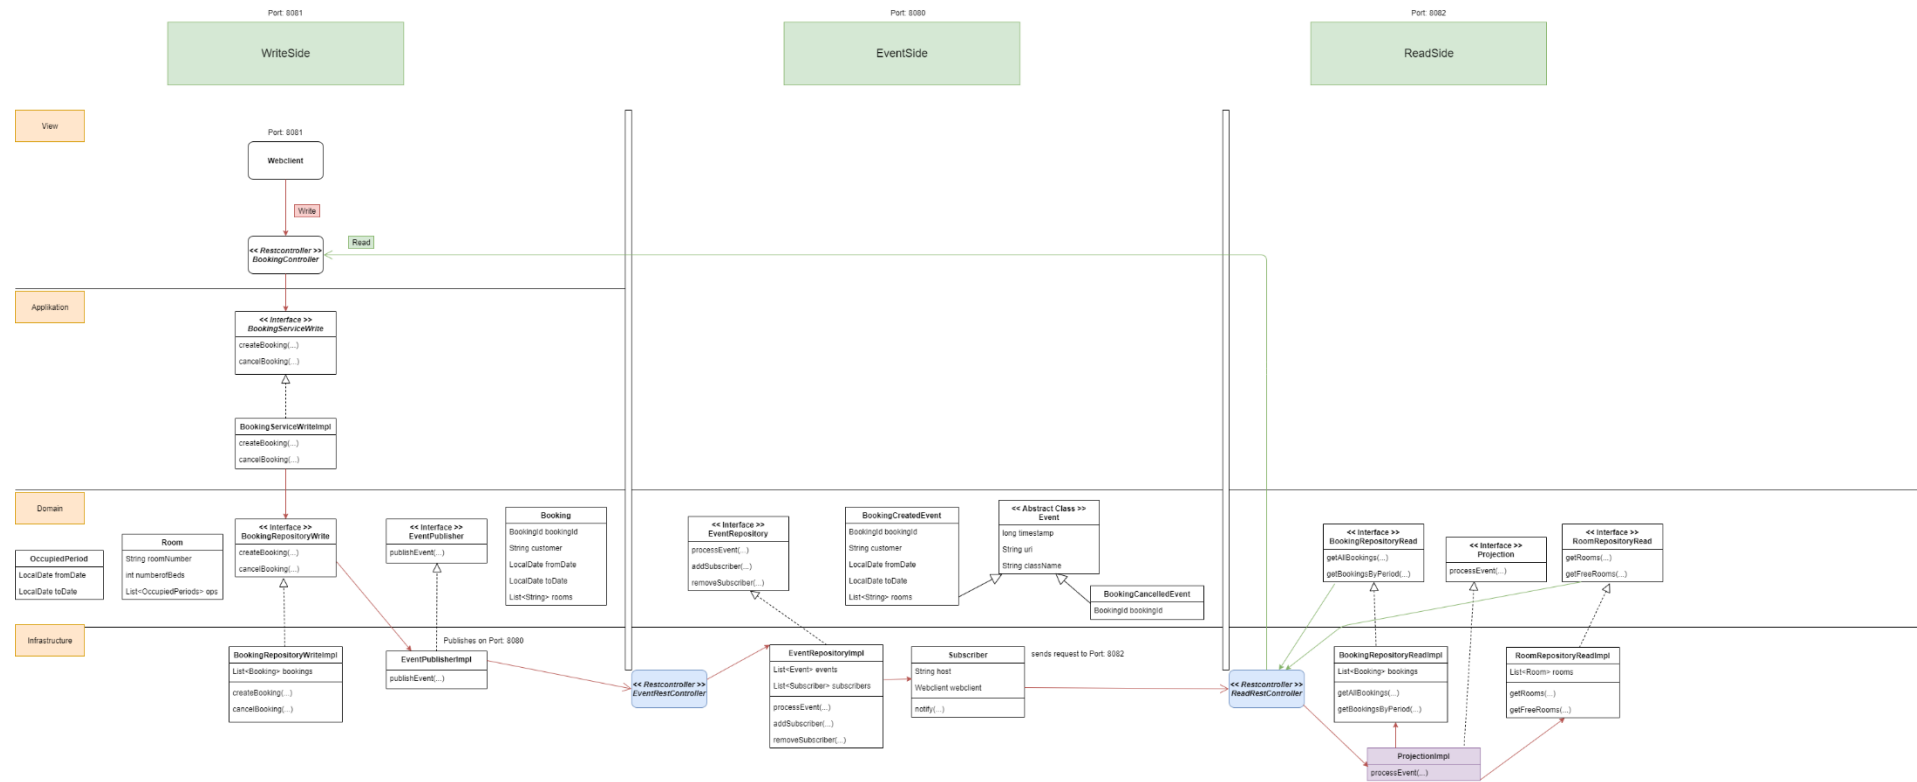 Port: 8081
Port: 8080
Port: 8082
WriteSide
EventSide
ReadSide
View
Port: 8081
Webclient
Write
<< Restcontroller >>
BookingController
Read
Applikation
<< Interface >>
BookingServiceWrite
createBooking(...)
cancelBooking(...)
BookingServiceWriteImpl
createBooking(...)
cancelBooking(...)
Domain
OccupiedPeriod
LocalDate fromDate
LocalDate toDate
Room
String roomNumber
int numberofBeds
List<OccupiedPeriods> ops
<< Interface >>
BookingRepositoryWrite
createBooking(...)
cancelBooking(...)
<< Interface >>
EventPublisher
publishEvent(...)
Booking
BookingId bookingId
String customer
LocalDate fromDate
LocalDate toDate
List<String> rooms
<< Interface >>
EventRepository
processEvent(...)
addSubscriber(...)
removeSubscriber(...)
BookingCreatedEvent
BookingId bookingId
String customer
LocalDate fromDate
LocalDate toDate
List<String> rooms
<< Abstract Class >>
Event
long timestamp
String url
String className
BookingCancelledEvent
BookingId bookingId
<< Interface >>
BookingRepositoryRead
getAllBookings(...)
getBookingsByPeriod(...)
<< Interface >>
Projection
processEvent(...)
<< Interface >>
RoomRepositoryRead
getRooms(...)
getFreeRooms(...)
Infrastructure
BookingRepositoryWriteImpl
List<Booking> bookings
createBooking(...)
cancelBooking(...)
Publishes on Port: 8080
EventPublisherImpl
publishEvent(...)
<< Restcontroller >>
EventRestController
EventRepositoryImpl
List<Event> events
List<Subscriber> subscribers
processEvent(...)
addSubscriber(...)
removeSubscriber(...)
Subscriber
String host
Webclient webclient
notify(...)
sends request to Port: 8082
<< Restcontroller >>
ReadRestController
BookingRepositoryReadImpl
List<Booking> bookings
getAllBookings(...)
getBookingsByPeriod(...)
RoomRepositoryReadImpl
List<Room> rooms
getRooms(...)
getFreeRooms(...)
ProjectionImpl
processEvent(...)